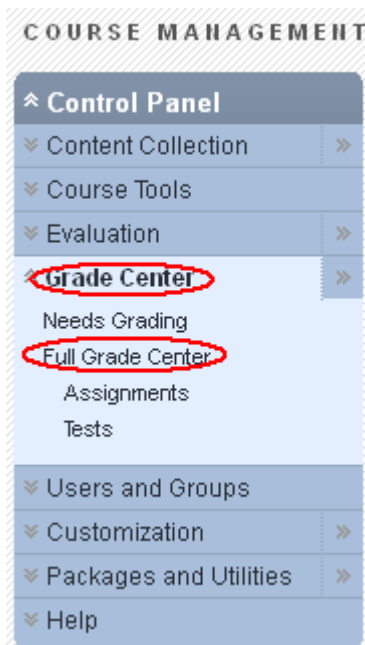 COURSE MANAGEMENT
Control Panel
Content Collection
Course Tools
Evaluation
Grade Center
Needs Grading
Full Grade Center
Assignments
Tests
Users and Groups
Customization
Packages and Utilities
Help